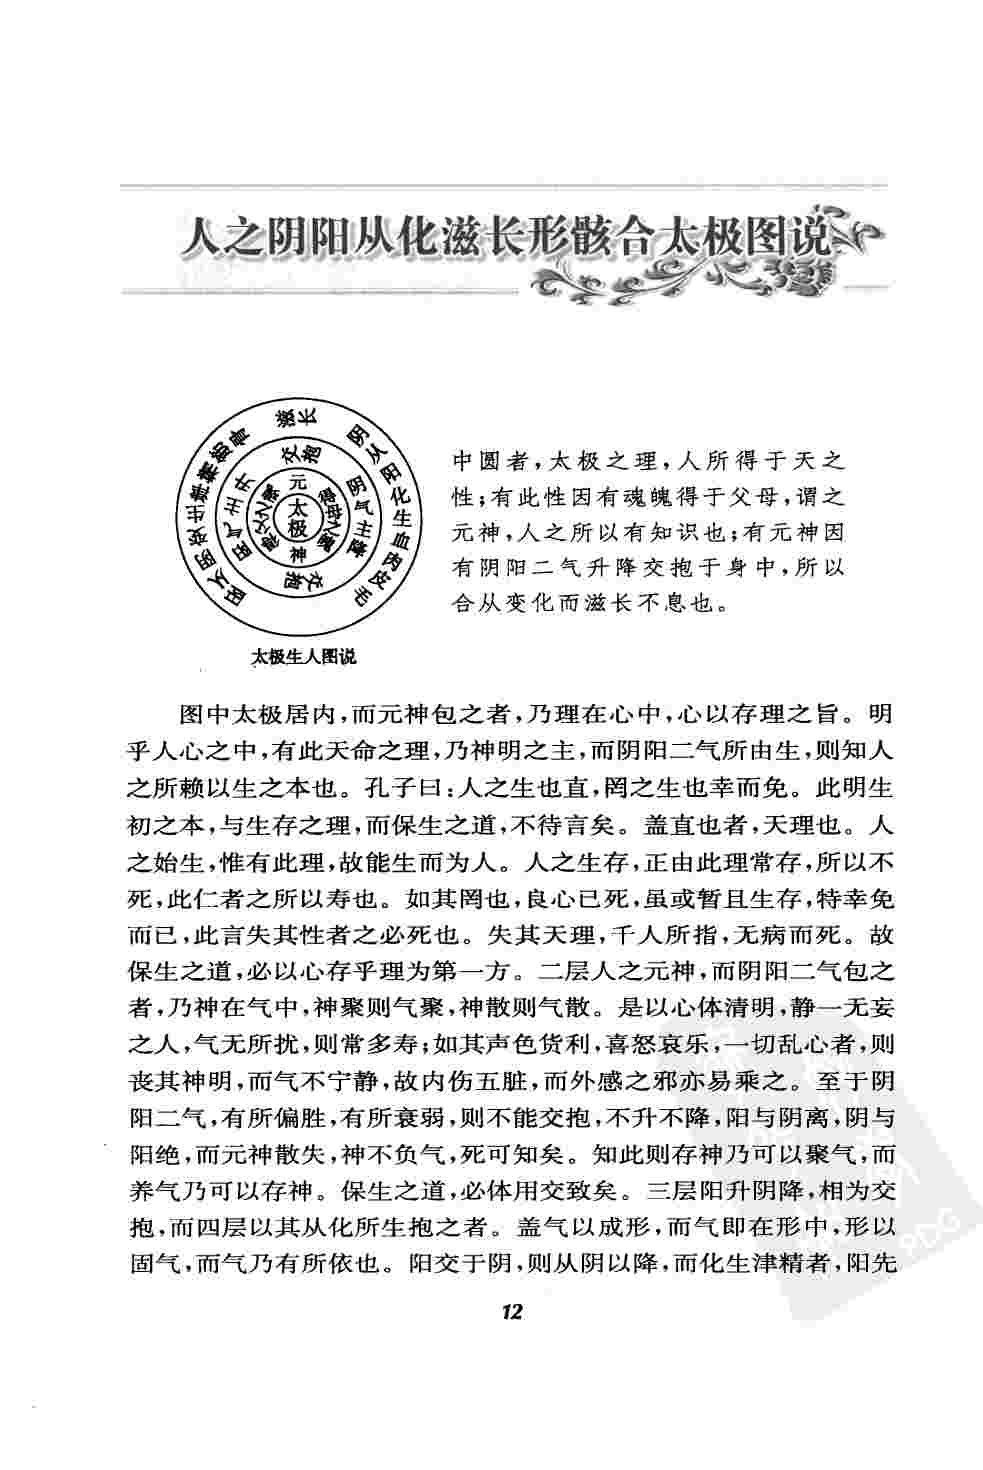 人之阴阳从化滋长形骸合太极图说
滋长
阴从阳化生血肉皮毛
阳从阴
交抱
阴气主降
阳气主升
交抱
元
神
太
极
太极生人图说
中圆者,太极之理,人所得于天之
性;有此性因有魂魄得于父母,谓之
元神,人之所以有知识也;有元神因
有阴阳二气升降交抱于身中,所以
合从变化而滋长不息也。
图中太极居内,而元神包之者,乃理在心中,心以存理之旨。明
乎人心之中,有此天命之理,乃神明之主,而阴阳二气所由生,则知人
之所赖以生之本也。孔子曰:人之生也直,罔之生也幸而免。此明生
初之本,与生存之理,而保生之道,不待言矣。盖直也者,天理也。人
之始生,惟有此理,故能生而为人。人之生存,正由此理常存,所以不
死,此仁者之所以寿也。如其罔也,良心已死,虽或暂且生存,特幸免
而已,此言失其性者之必死也。失其天理,千人所指,无病而死。故
保生之道,必以心存乎理为第一方。二层人之元神,而阴阳二气包之
者,乃神在气中,神聚则气聚,神散则气散。是以心体清明,静一无妄
之人,气无所扰,则常多寿;如其声色货利,喜怒哀乐,一切乱心者,则
丧其神明,而气不宁静,故内伤五脏,而外感之邪亦易乘之。至于阴
阳二气,有所偏胜,有所衰弱,则不能交抱,不升不降,阳与阴离,阴与
阳绝,而元神散失,神不负气,死可知矣。知此则存神乃可以聚气,而
养气乃可以存神。保生之道,必体用交致矣。三层阳升阴降,相为交
抱,而四层以其从化所生抱之者。盖气以成形,而气即在形中,形以
固气,而气乃有所依也。阳交于阴,则从阴以降,而化生津精者,阳先
12
PDG